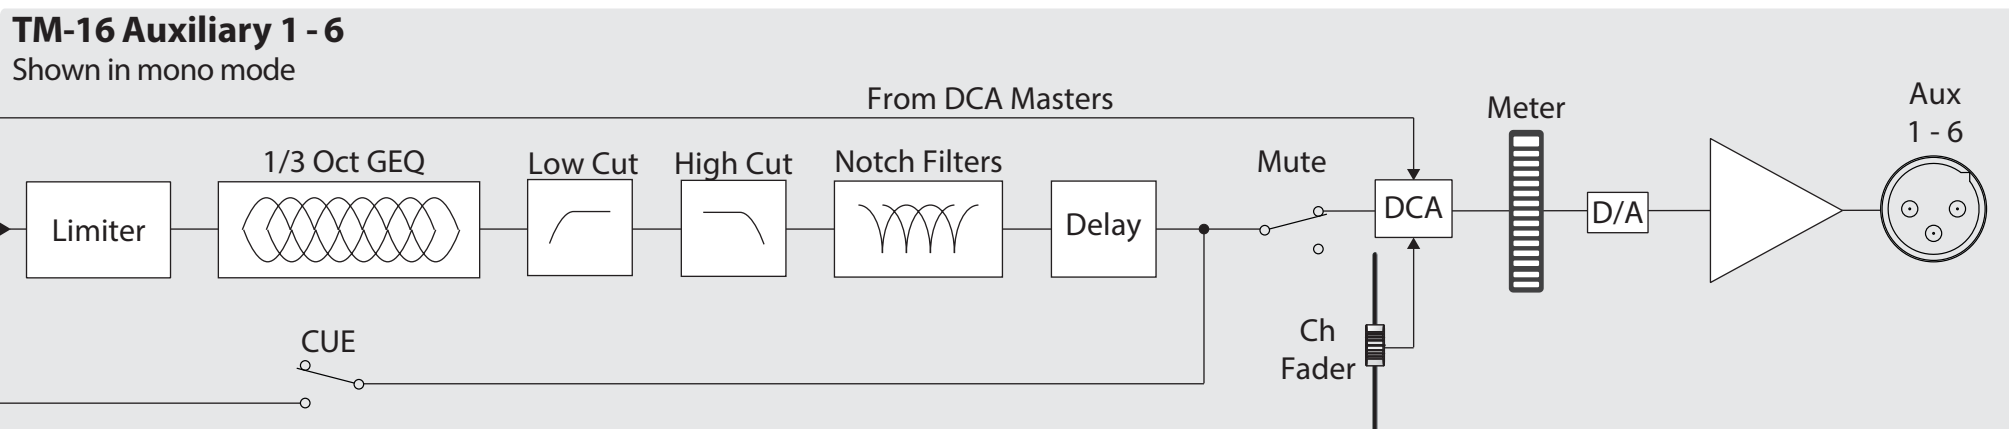 TM-16 Auxiliary 1 - 6
Shown in mono mode
From DCA Masters
Meter
Aux
1 - 6
1/3 Oct GEQ
Low Cut
High Cut
Notch Filters
Mute
Limiter
Delay
DCA
D/A
CUE
Ch
Fader